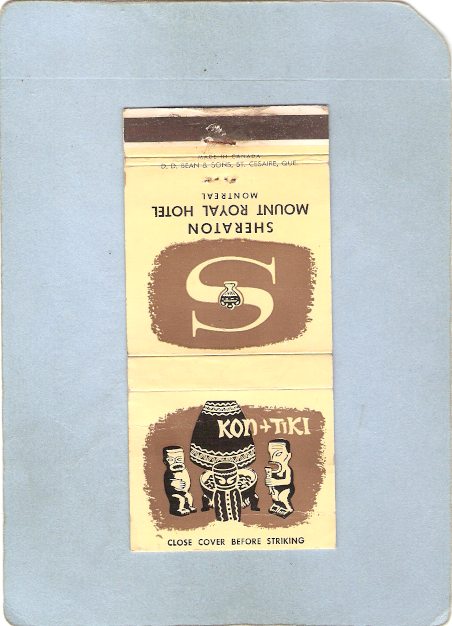 MADE IN CANADA
D. D. BEAN & SONS, ST. CESAIRE, QUE.
SHERATON
MOUNT ROYAL HOTEL
MONTREAL
S
KON+TIKI
CLOSE COVER BEFORE STRIKING